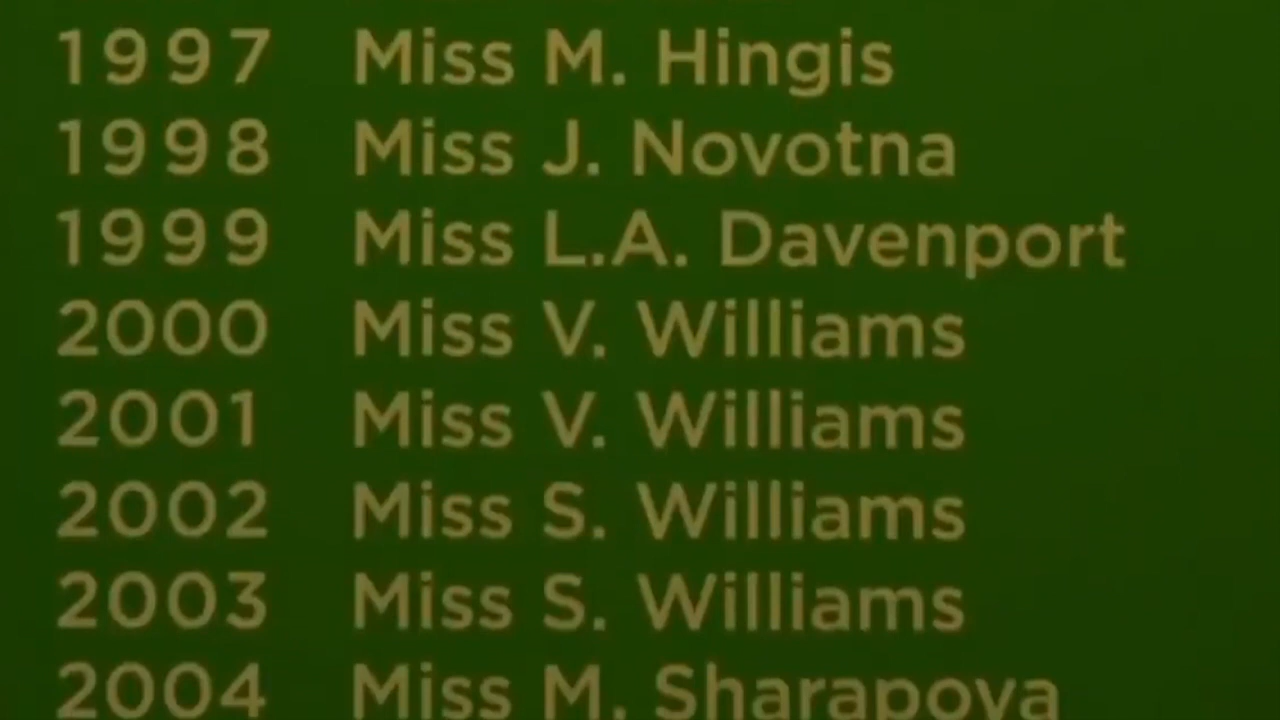 1997 Miss M. Hingis
1998 Miss J. Novotna
1999 Miss L.A. Davenport
2000 Miss V. Williams
2001 Miss V. Williams
2002 Miss S. Williams
2003 Miss S. Williams
2004 Miss M. Sharapova